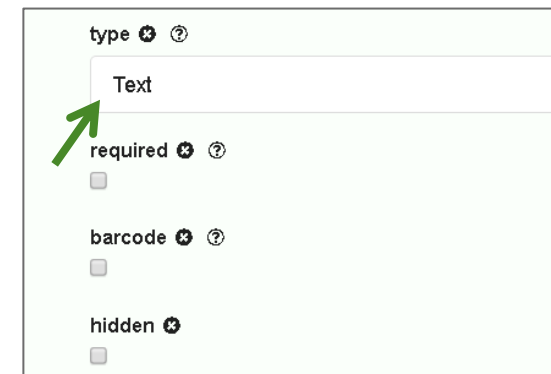 type
Text
required
barcode
hidden